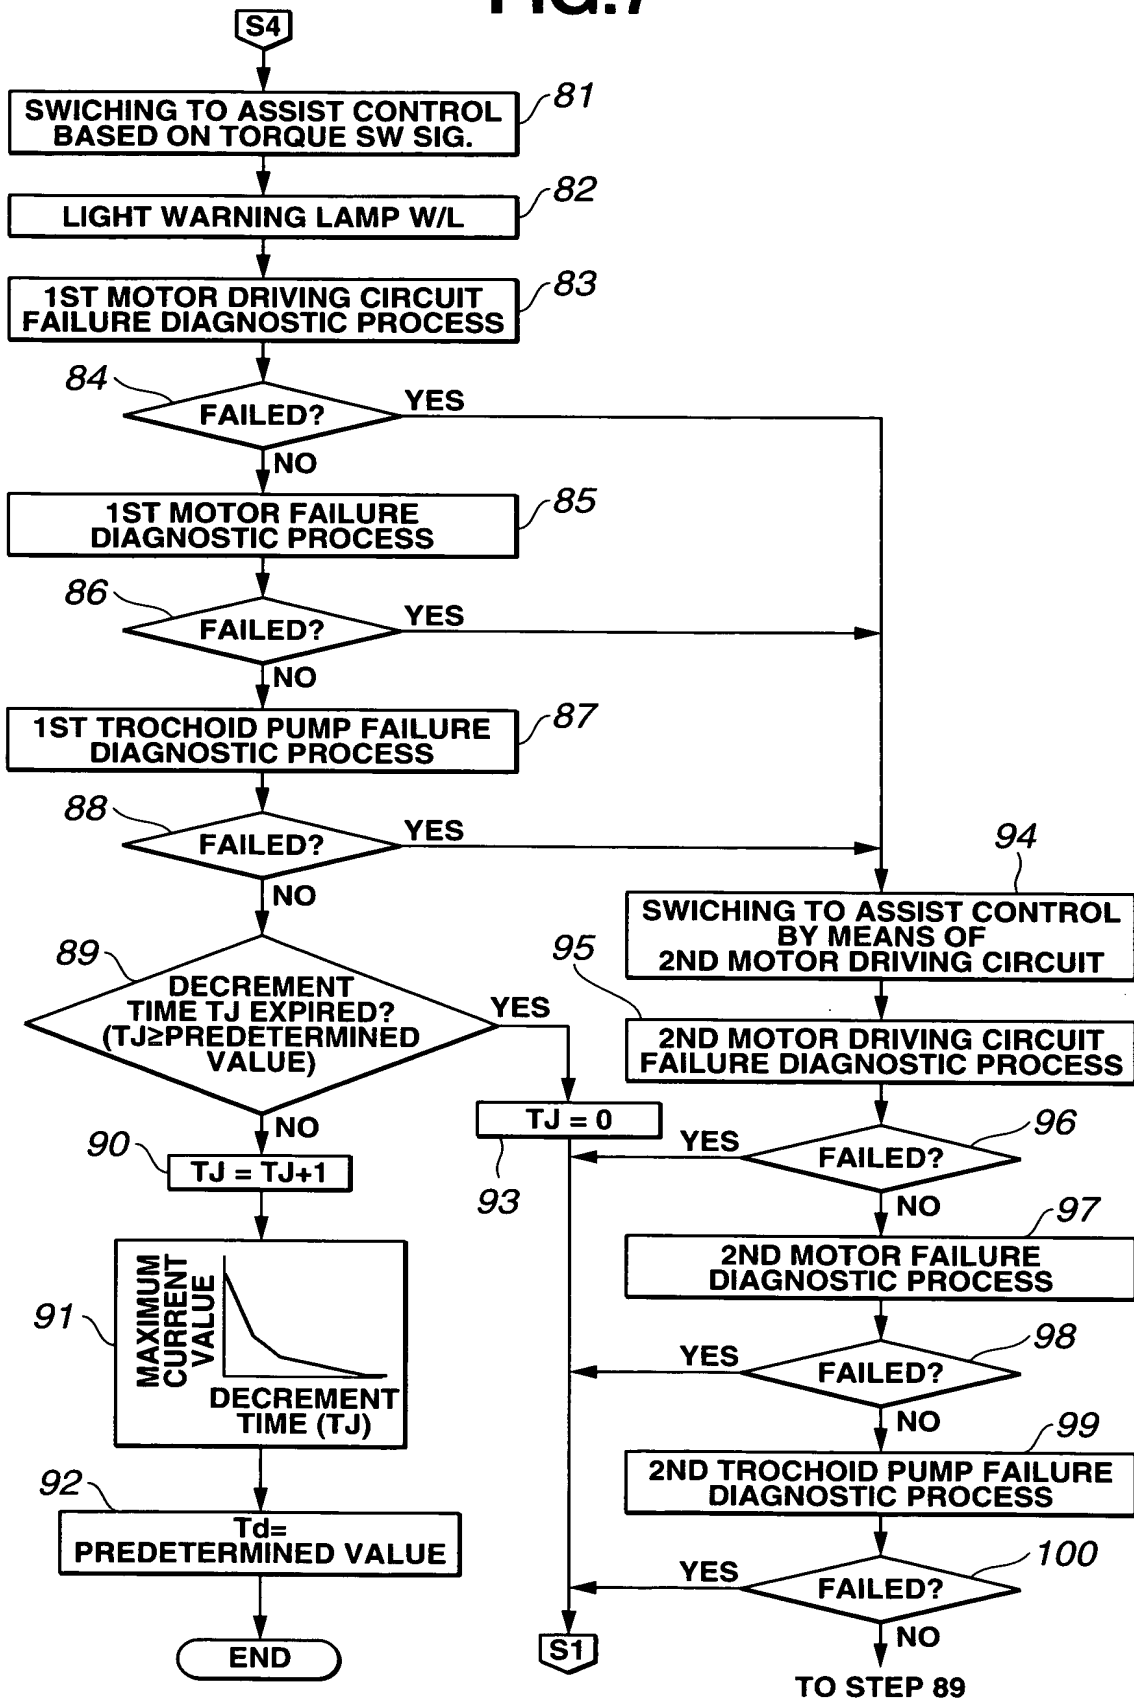 FIG.7
S4
SWICHING TO ASSIST CONTROL
BASED ON TORQUE SW SIG.
81
LIGHT WARNING LAMP W/L
82
1ST MOTOR DRIVING CIRCUIT
FAILURE DIAGNOSTIC PROCESS
83
84
FAILED?
YES
NO
1ST MOTOR FAILURE
DIAGNOSTIC PROCESS
85
86
FAILED?
YES
NO
1ST TROCHOID PUMP FAILURE
DIAGNOSTIC PROCESS
87
88
FAILED?
YES
NO
89
DECREMENT
TIME TJ EXPIRED?
(TJ≥PREDETERMINED
VALUE)
YES
NO
90
TJ = TJ+1
91
MAXIMUM
CURRENT
VALUE
DECREMENT
TIME (TJ)
92
Td=
PREDETERMINED VALUE
END
TJ = 0
93
94
SWICHING TO ASSIST CONTROL
BY MEANS OF
2ND MOTOR DRIVING CIRCUIT
95
2ND MOTOR DRIVING CIRCUIT
FAILURE DIAGNOSTIC PROCESS
96
FAILED?
YES
NO
97
2ND MOTOR FAILURE
DIAGNOSTIC PROCESS
98
FAILED?
YES
NO
99
2ND TROCHOID PUMP FAILURE
DIAGNOSTIC PROCESS
100
FAILED?
YES
NO
S1
TO STEP 89